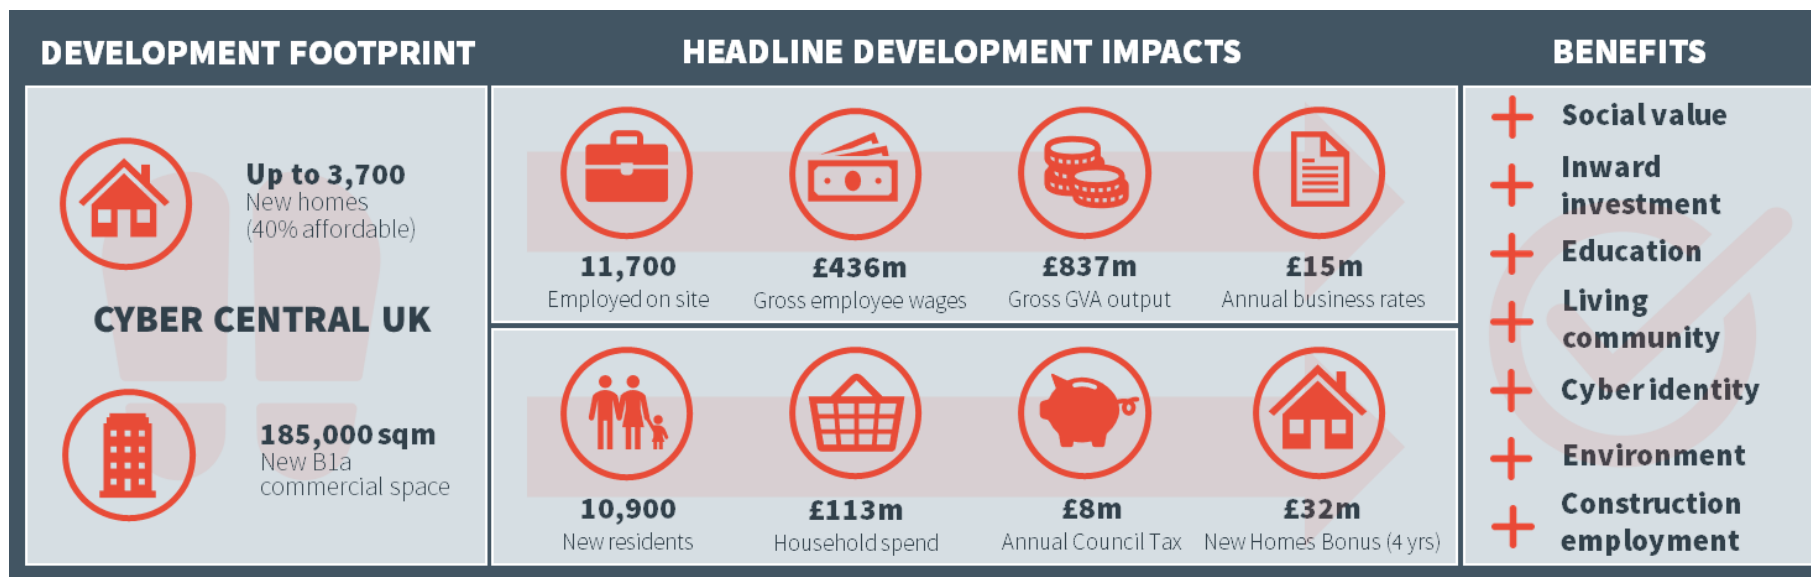 DEVELOPMENT FOOTPRINT
Up to 3,700
New homes
(40% affordable)
CYBER CENTRAL UK
185,000 sqm
New B1a
commercial space
HEADLINE DEVELOPMENT IMPACTS
11,700
Employed on site
£436m
Gross employee wages
£837m
Gross GVA output
£15m
Annual business rates
10,900
New residents
£113m
Household spend
£8m
Annual Council Tax
£32m
New Homes Bonus (4 yrs)
BENEFITS
Social value
Inward
investment
Education
Living
community
Cyber identity
Environment
Construction
employment